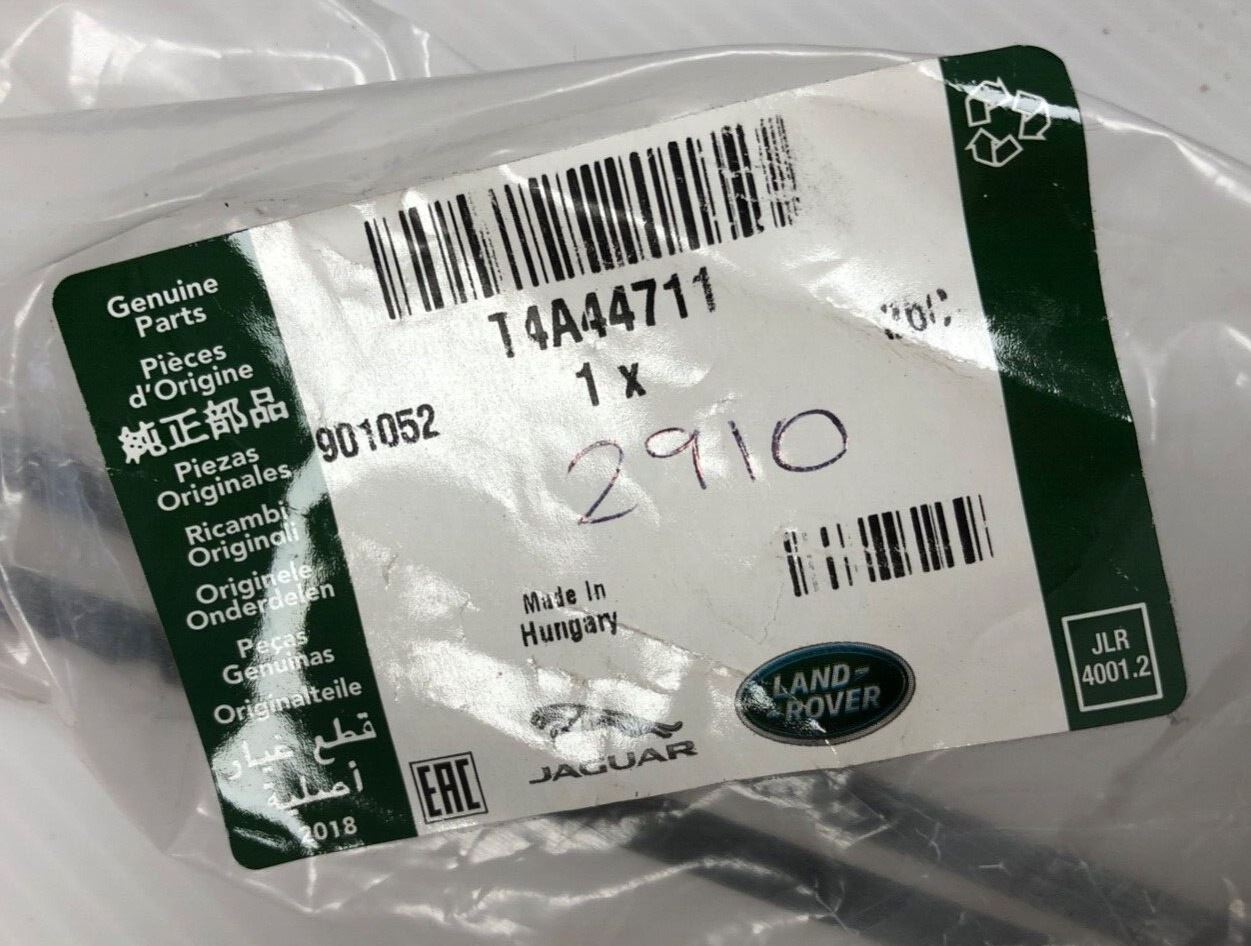 Genuine
Parts
Pièces
d'Origine
純正部品
Piezas
Originales
Ricambi
Originali
Originele
Onderdelen
Peças
Genuinas
Originalteile
قطع غيار
أصلية
2018
T4A44711
1 x
901052
2910
Made In
Hungary
EAC
JAGUAR
LAND-
-ROVER
JLR
4001.2